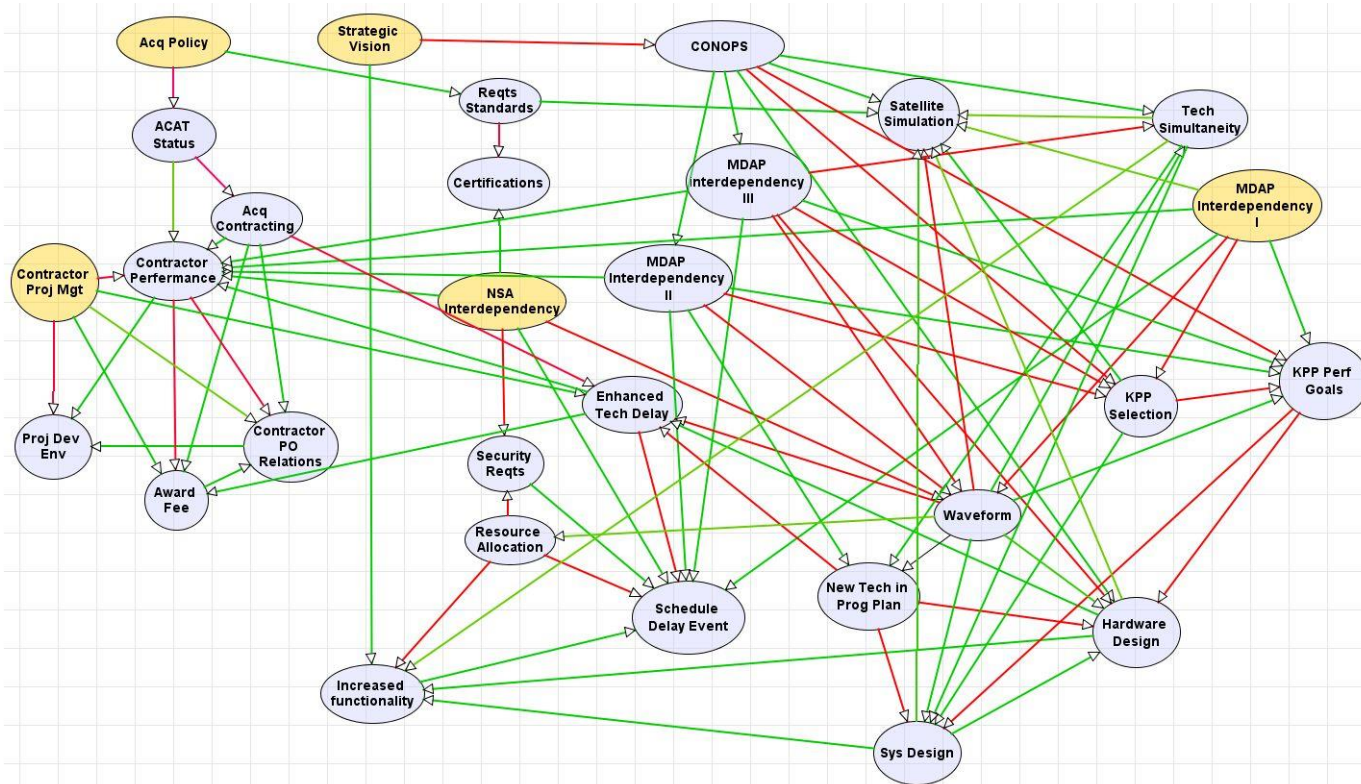 Acq Policy
Strategic
Vision
CONOPS
Reqts
Standards
Satellite
Simulation
Tech
Simultaneity
ACAT
Status
Certifications
MDAP
interdependency
III
MDAP
Interdependency
I
Acq
Contracting
Contractor
Performance
Contractor
Proj Mgt
NSA
Interdependency
MDAP
Interdependency
II
KPP Perf
Goals
KPP
Selection
Enhanced
Tech Delay
Proj Dev
Env
Contractor
PO
Relations
Security
Reqts
Award
Fee
Waveform
Resource
Allocation
New Tech in
Prog Plan
Schedule
Delay Event
Hardware
Design
Increased
functionality
Sys Design